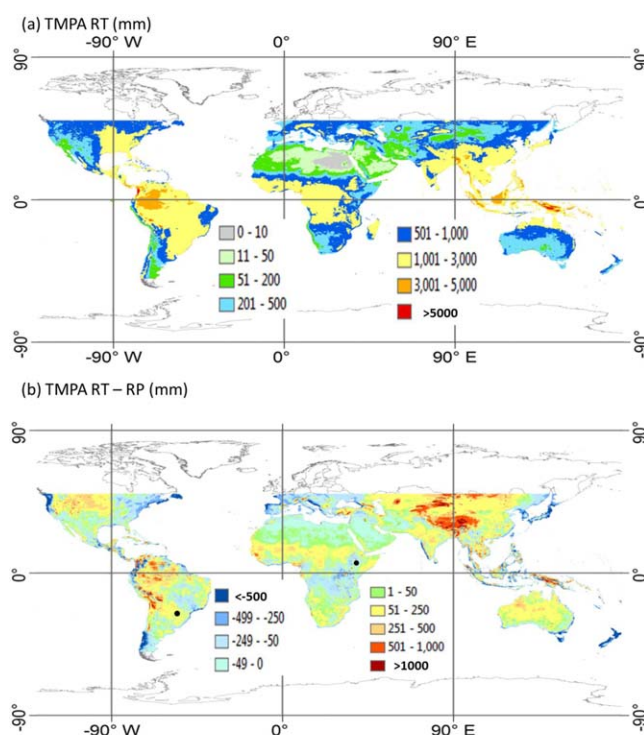 (a) TMPA RT (mm)
-90° W 0° 90° E
90° 90°
0° 0°
0 - 10 501 - 1,000
11 - 50 1,001 - 3,000
51 - 200 3,001 - 5,000
201 - 500 >5000
-90° -90°
-90° W 0° 90° E
(b) TMPA RT – RP (mm)
-90° W 0° 90° E
90° 90°
0° 0°
<-500 1 - 50
-499 - -250 51 - 250
-249 - -50 251 - 500
-49 - 0 501 - 1,000
>1000
-90° -90°
-90° W 0° 90° E